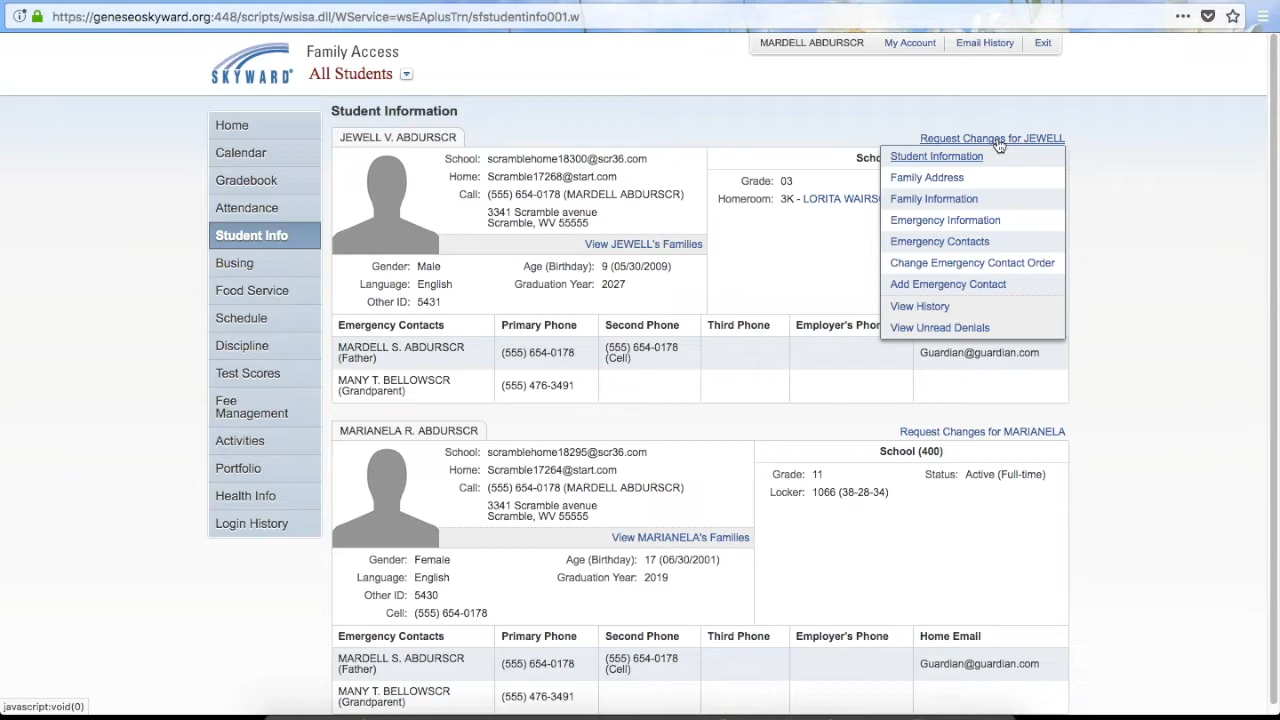 https://geneseoskyward.org:448/scripts/wsisa.dll/WService=wsEAplusTrn/sfstudentinfo001.w
SKYWARD
Family Access
All Students
MARDELL ABDURSCR My Account Email History Exit
Home
Calendar
Gradebook
Attendance
Student Info
Busing
Food Service
Schedule
Discipline
Test Scores
Fee
Management
Activities
Portfolio
Health Info
Login History
Student Information
JEWELL V. ABDURSCR
Request Changes for JEWELL
School: scramblehome18300@scr36.com
Home: Scramble17268@start.com
Call: (555) 654-0178 (MARDELL ABDURSCR)
3341 Scramble avenue
Scramble, WV 55555
View JEWELL's Families
Gender: Male Age (Birthday): 9 (05/30/2009)
Language: English Graduation Year: 2027
Other ID: 5431
Grade: 03
Homeroom: 3K -
Student Information
Family Address
Family Information
Emergency Information
Emergency Contacts
Change Emergency Contact Order
Add Emergency Contact
View History
View Unread Denials
Emergency Contacts Primary Phone Second Phone Third Phone
MARDELL S. ABDURSCR (555) 654-0178 (555) 654-0178 Guardian@guardian.com
(Father) (Cell)
MANY T. BELLOWSCR (555) 476-3491
(Grandparent)
MARIANELA R. ABDURSCR
Request Changes for MARIANELA
School: scramblehome18295@scr36.com
Home: Scramble17264@start.com
Call: (555) 654-0178 (MARDELL ABDURSCR)
3341 Scramble avenue
Scramble, WV 55555
View MARIANELA's Families
Gender: Female Age (Birthday): 17 (06/30/2001)
Language: English Graduation Year: 2019
Other ID: 5430
Cell: (555) 654-0178
School (400)
Grade: 11 Status: Active (Full-time)
Locker: 1066 (38-28-34)
Emergency Contacts Primary Phone Second Phone Third Phone Employer's Phone Home Email
MARDELL S. ABDURSCR (555) 654-0178 (555) 654-0178 Guardian@guardian.com
(Father) (Cell)
MANY T. BELLOWSCR (555) 476-3491
(Grandparent)
javascript:void(0)